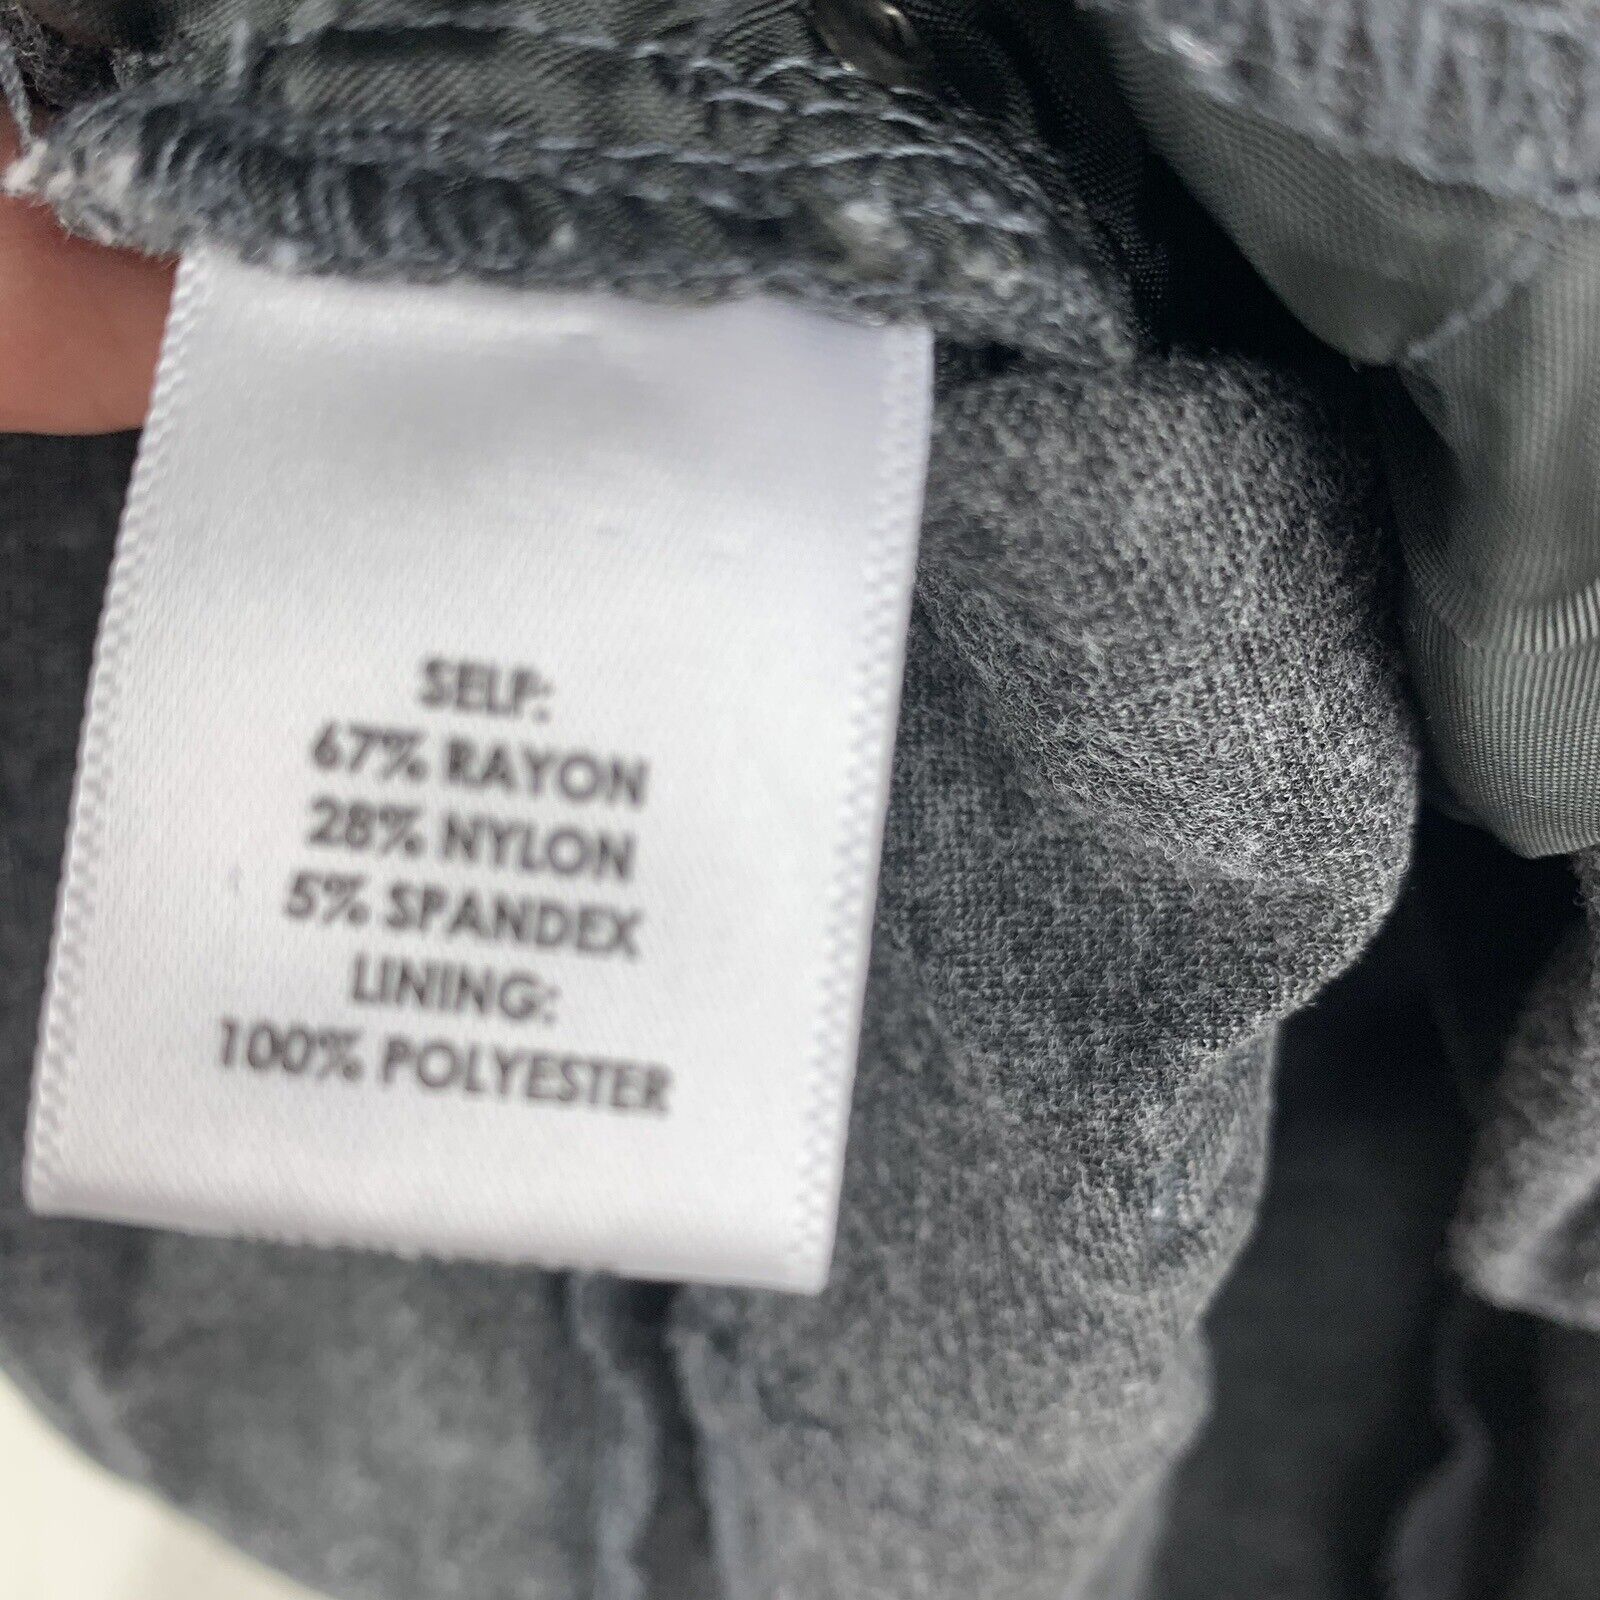 SELF:
67% RAYON
28% NYLON
5% SPANDEX
LINING:
100% POLYESTER